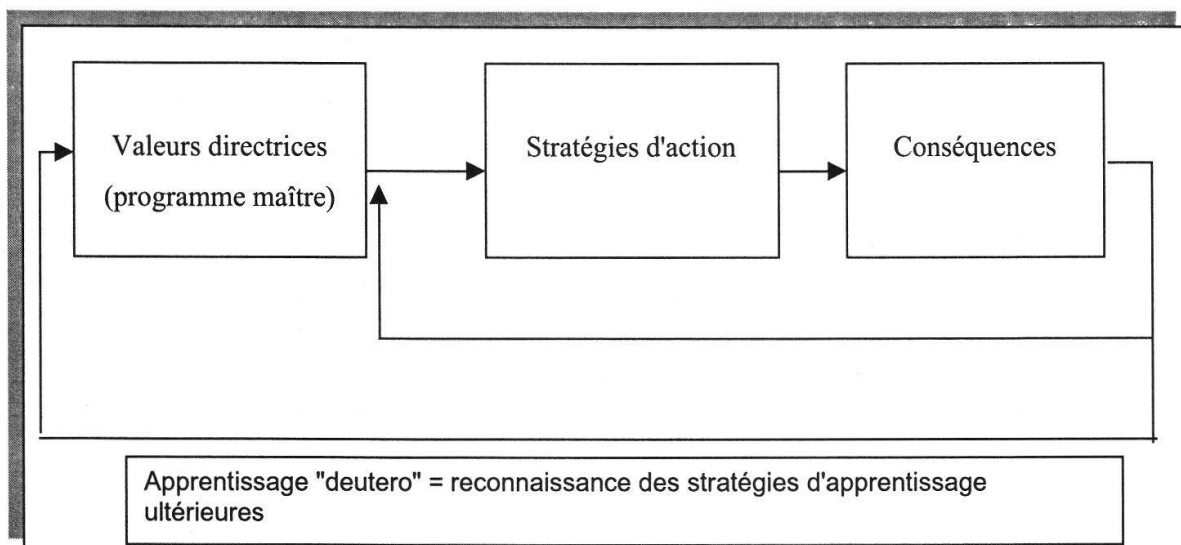 Valeurs directrices
(programme maître)
Stratégies d'action
Conséquences
Apprentissage "deutero" = reconnaissance des stratégies d'apprentissage
ultérieures